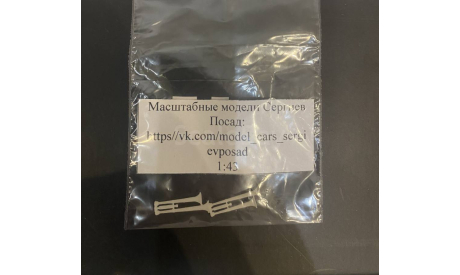 Масштабные модели Сергиев
Посад:
https//vk.com/model_cars_sergi
evposad
1:43